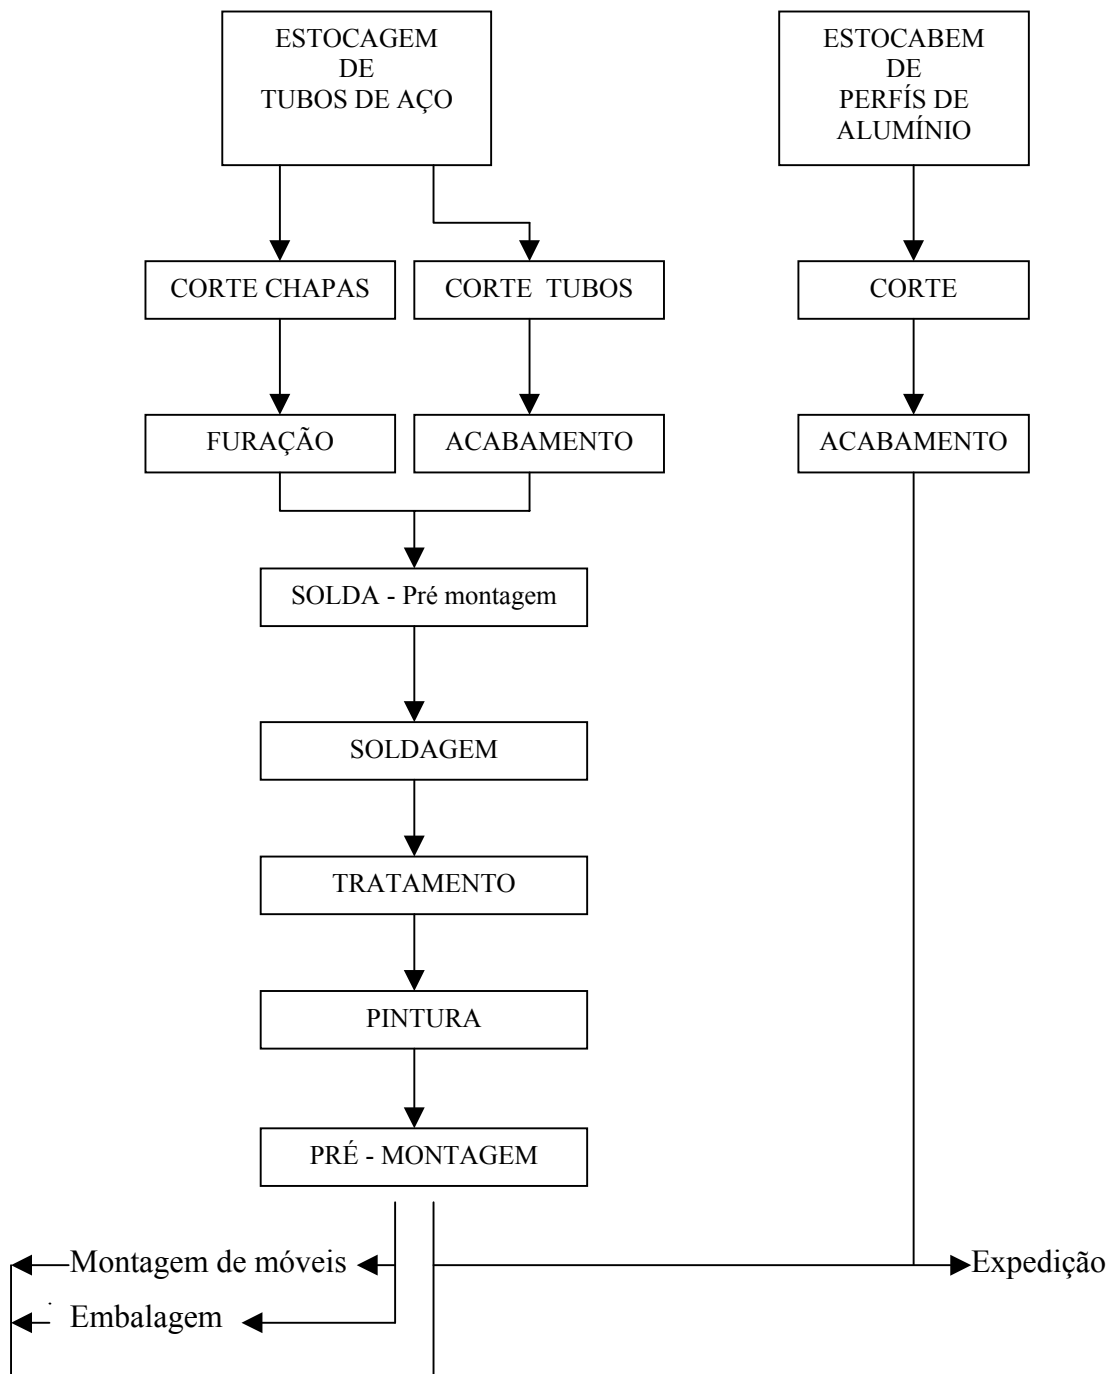 ESTOCAGEM
DE
TUBOS DE AÇO
ESTOCABEM
DE
PERFÍS DE
ALUMÍNIO
CORTE CHAPAS
CORTE TUBOS
CORTE
FURAÇÃO
ACABAMENTO
ACABAMENTO
SOLDA - Pré montagem
SOLDAGEM
TRATAMENTO
PINTURA
PRÉ - MONTAGEM
Montagem de móveis
Expedição
Embalagem